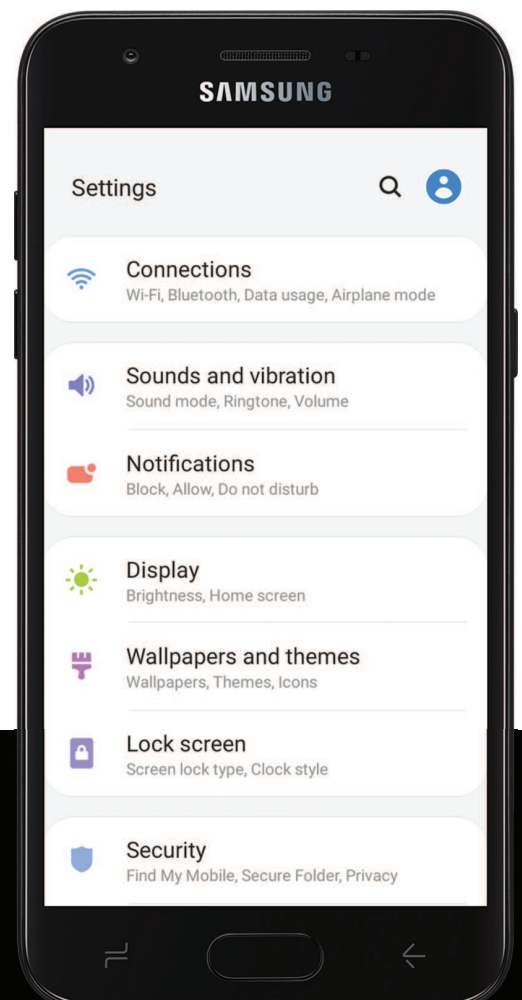 SAMSUNG
Settings
Connections
Wi-Fi, Bluetooth, Data usage, Airplane mode
Sounds and vibration
Sound mode, Ringtone, Volume
Notifications
Block, Allow, Do not disturb
Display
Brightness, Home screen
Wallpapers and themes
Wallpapers, Themes, Icons
Lock screen
Screen lock type, Clock style
Security
Find My Mobile, Secure Folder, Privacy